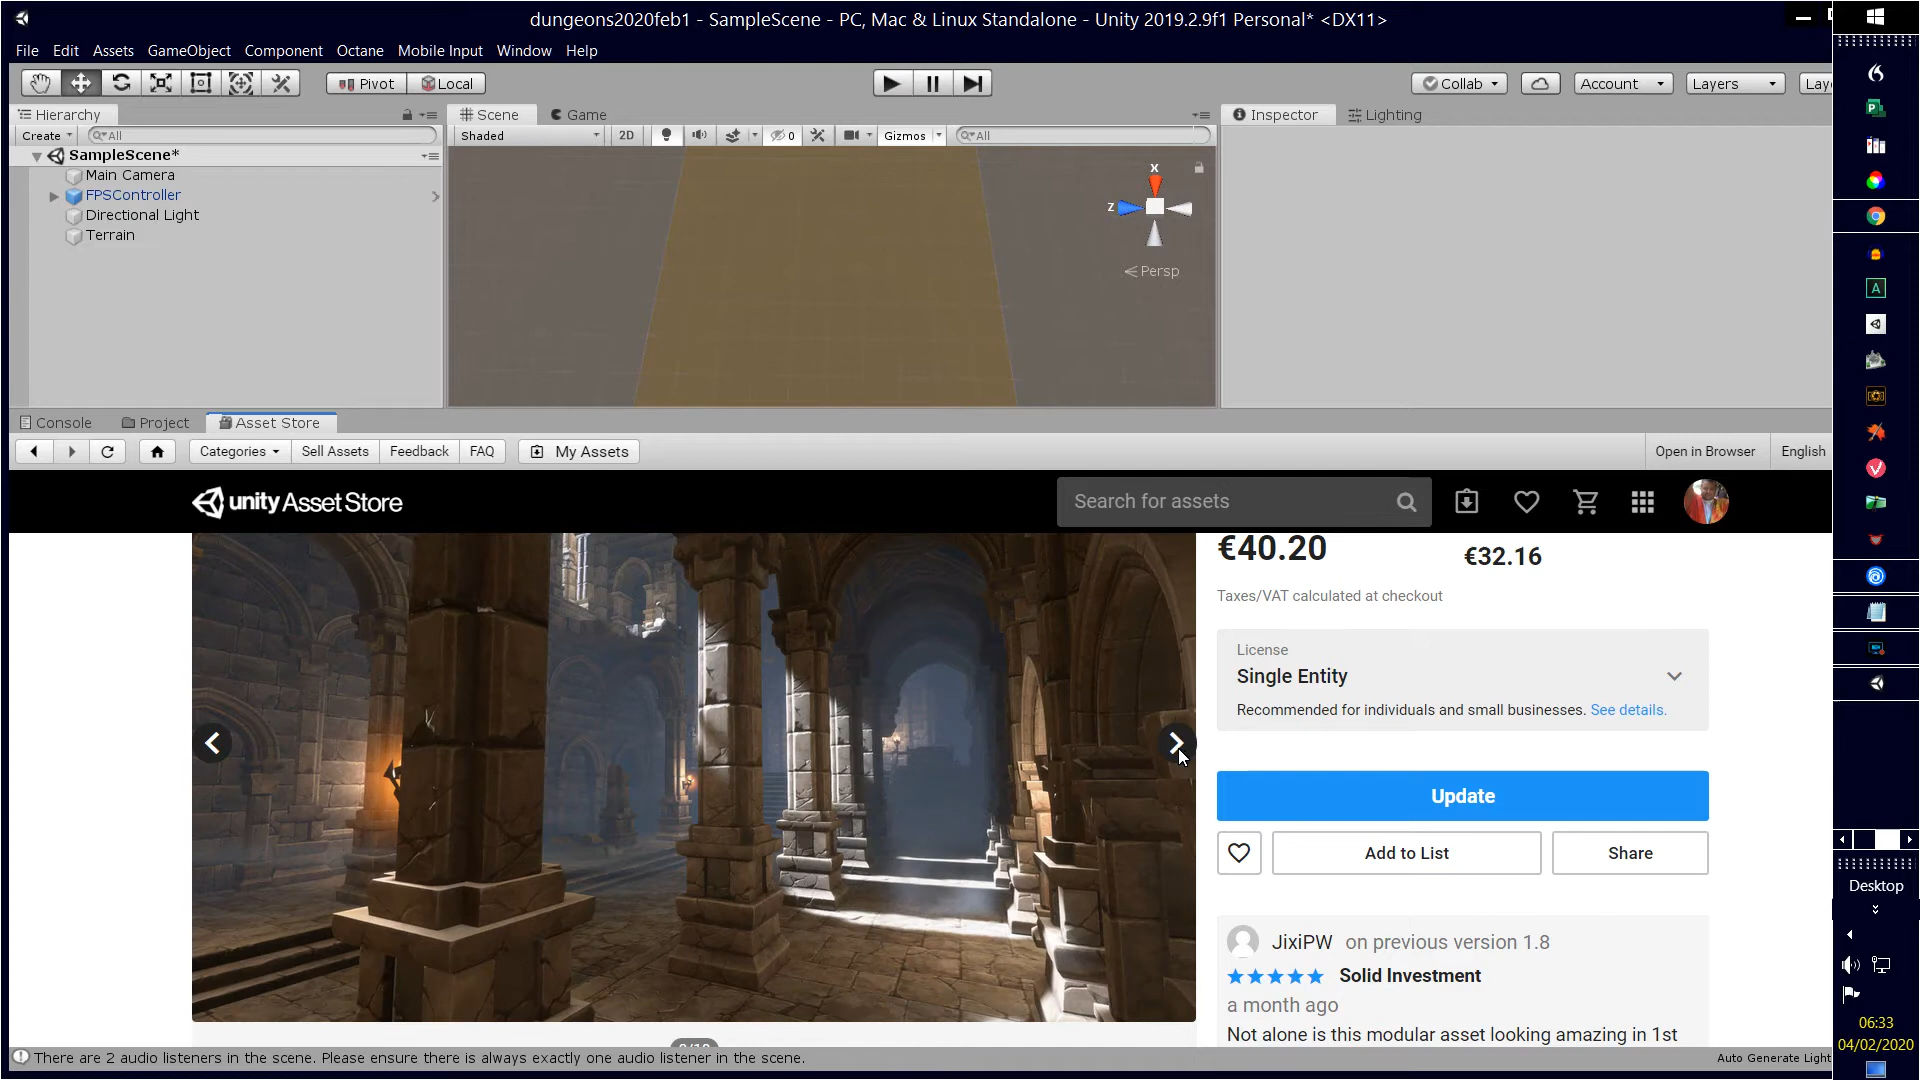 dungeons2020feb1 - SampleScene - PC, Mac & Linux Standalone - Unity 2019.2.9f1 Personal* <DX11>
File Edit Assets GameObject Component Octane Mobile Input Window Help
Pivot Local Collab Account Layers Lay
Hierarchy
Create All
SampleScene*
Main Camera
FPSController
Directional Light
Terrain
Scene Game
Shaded 2D 0 Gizmos All
x
z
Persp
Inspector Lighting
Console Project Asset Store
Categories Sell Assets Feedback FAQ My Assets Open in Browser English
unity Asset Store Search for assets
€40.20 €32.16
Taxes/VAT calculated at checkout
License
Single Entity
Recommended for individuals and small businesses. See details.
Update
Add to List Share
JixiPW on previous version 1.8
Solid Investment
a month ago
Not alone is this modular asset looking amazing in 1st
There are 2 audio listeners in the scene. Please ensure there is always exactly one audio listener in the scene.
Auto Generate Light
Desktop
06:33
04/02/2020